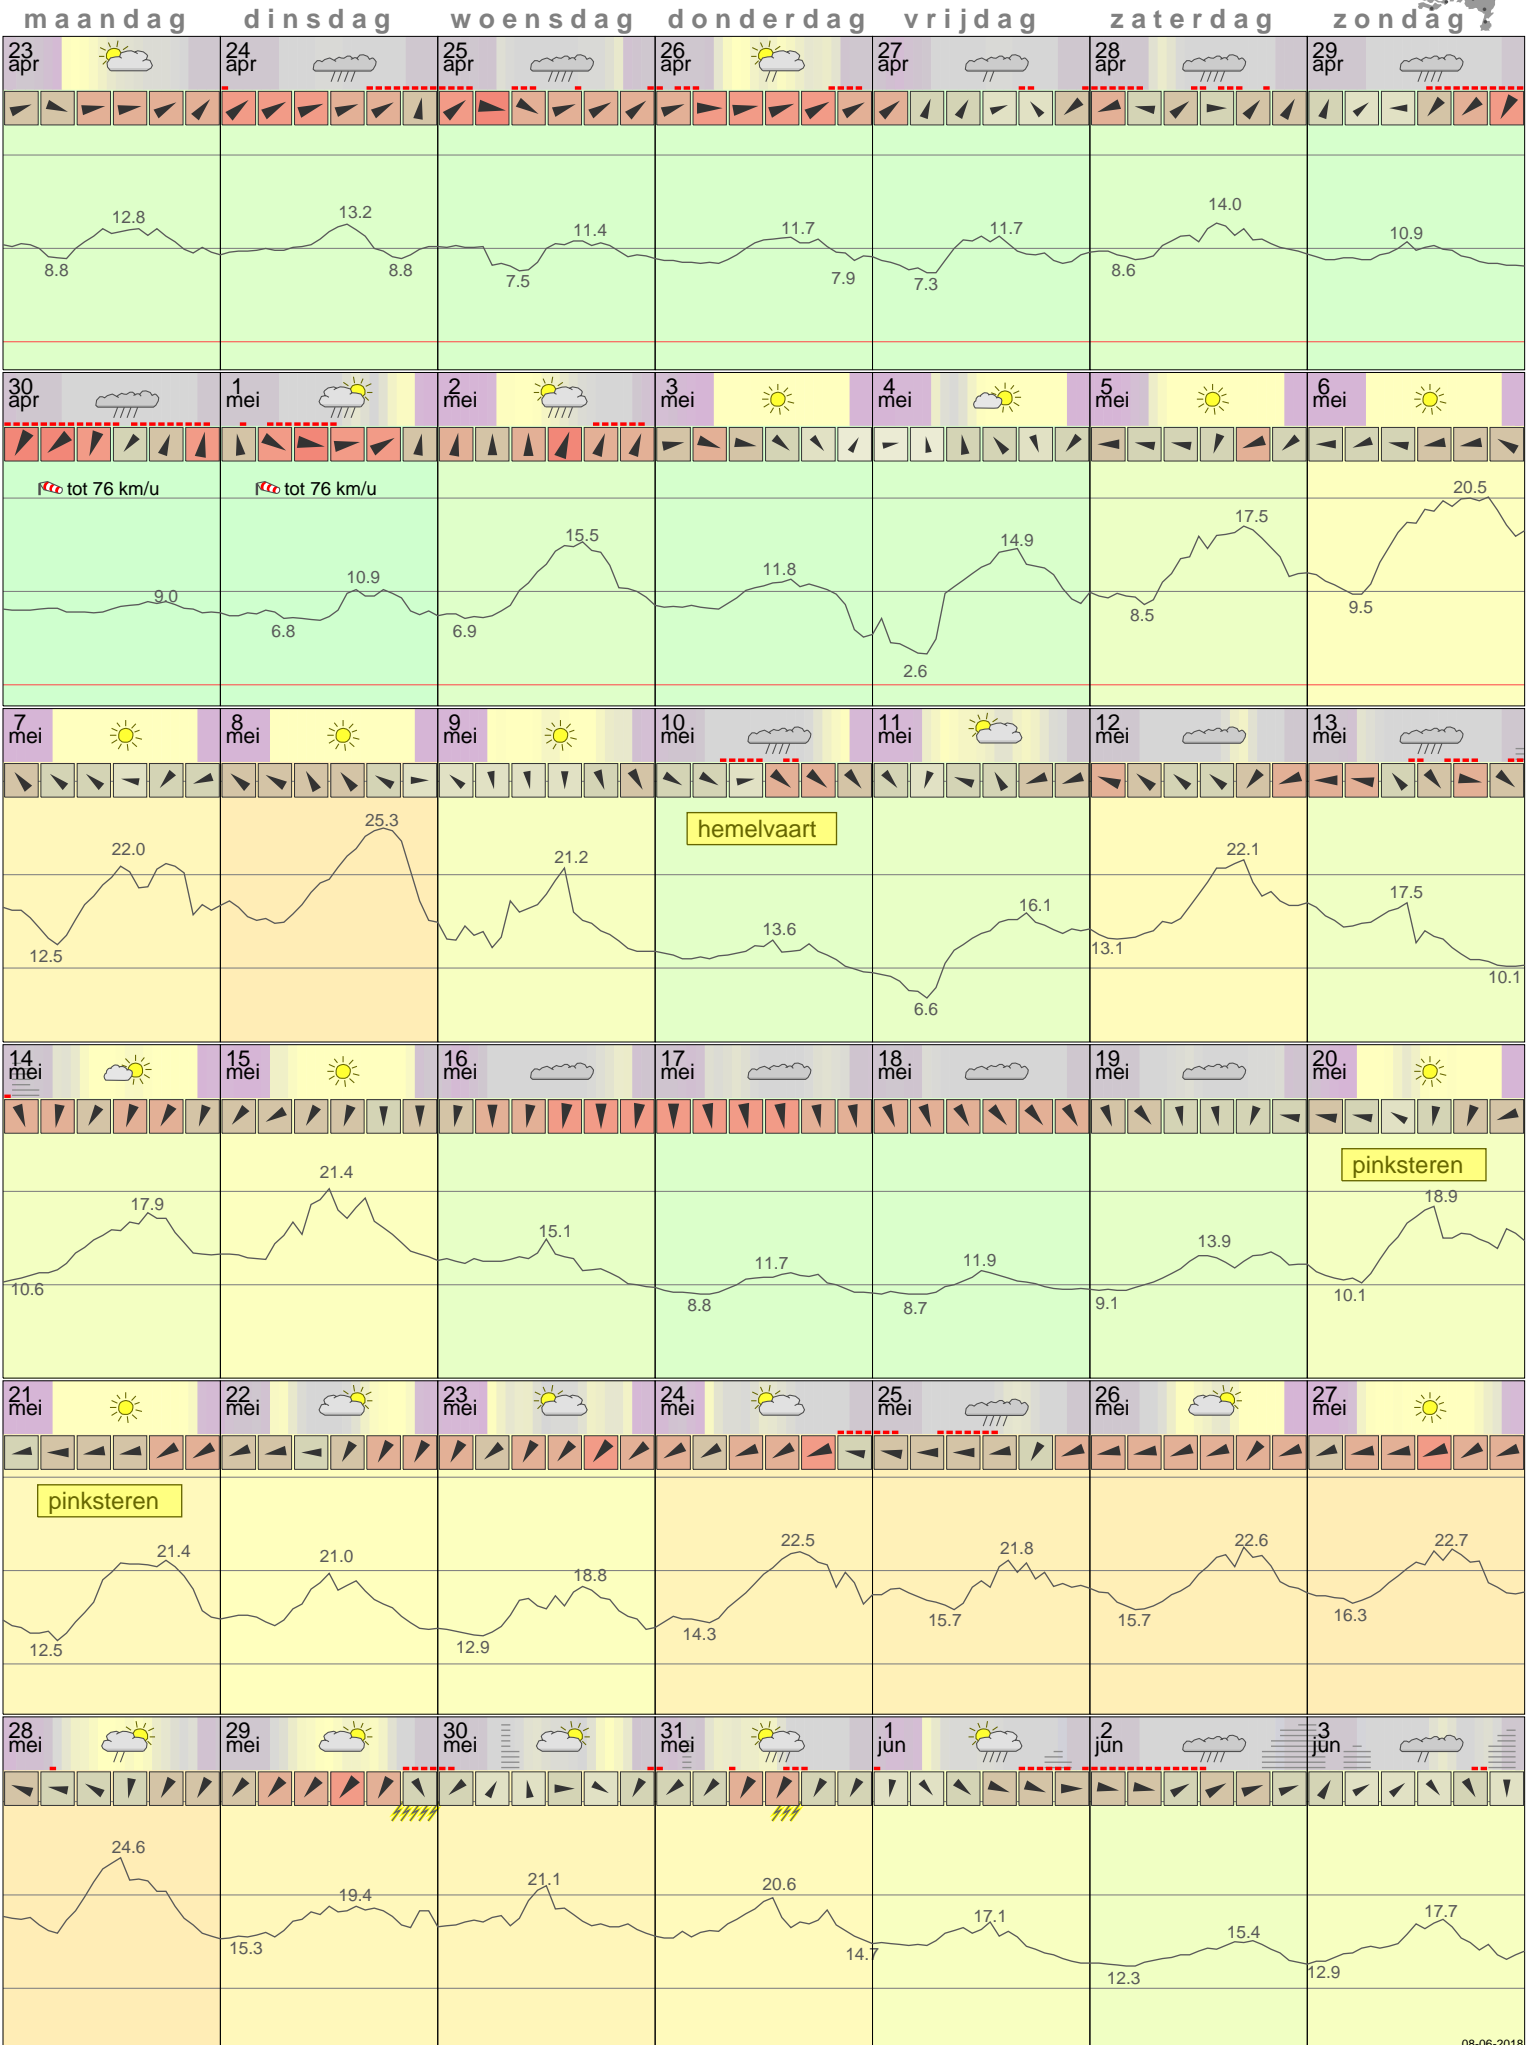 maandag dinsdag woensdag donderdag vrijdag zaterdag zondag
23 apr 24 apr 25 apr 26 apr 27 apr 28 apr 29 apr
12.8 13.2 11.4 11.7 11.7 14.0 10.9
8.8 8.8 7.5 7.9 7.3 8.6
30 apr 1 mei 2 mei 3 mei 4 mei 5 mei 6 mei
tot 76 km/u tot 76 km/u
9.0 10.9 15.5 11.8 14.9 17.5 20.5
6.8 6.9 2.6 8.5 9.5
7 mei 8 mei 9 mei 10 mei 11 mei 12 mei 13 mei
hemelvaart
22.0 25.3 21.2 13.6 16.1 22.1 17.5
12.5 6.6 13.1 10.1
14 mei 15 mei 16 mei 17 mei 18 mei 19 mei 20 mei
pinksteren
17.9 21.4 15.1 11.7 11.9 13.9 18.9
10.6 8.8 8.7 9.1 10.1
21 mei 22 mei 23 mei 24 mei 25 mei 26 mei 27 mei
pinksteren
21.4 21.0 18.8 22.5 21.8 22.6 22.7
12.5 12.9 14.3 15.7 15.7 16.3
28 mei 29 mei 30 mei 31 mei 1 jun 2 jun 3 jun
24.6 19.4 21.1 20.6 17.1 15.4 17.7
15.3 14.7 12.3 12.9
08-06-2018